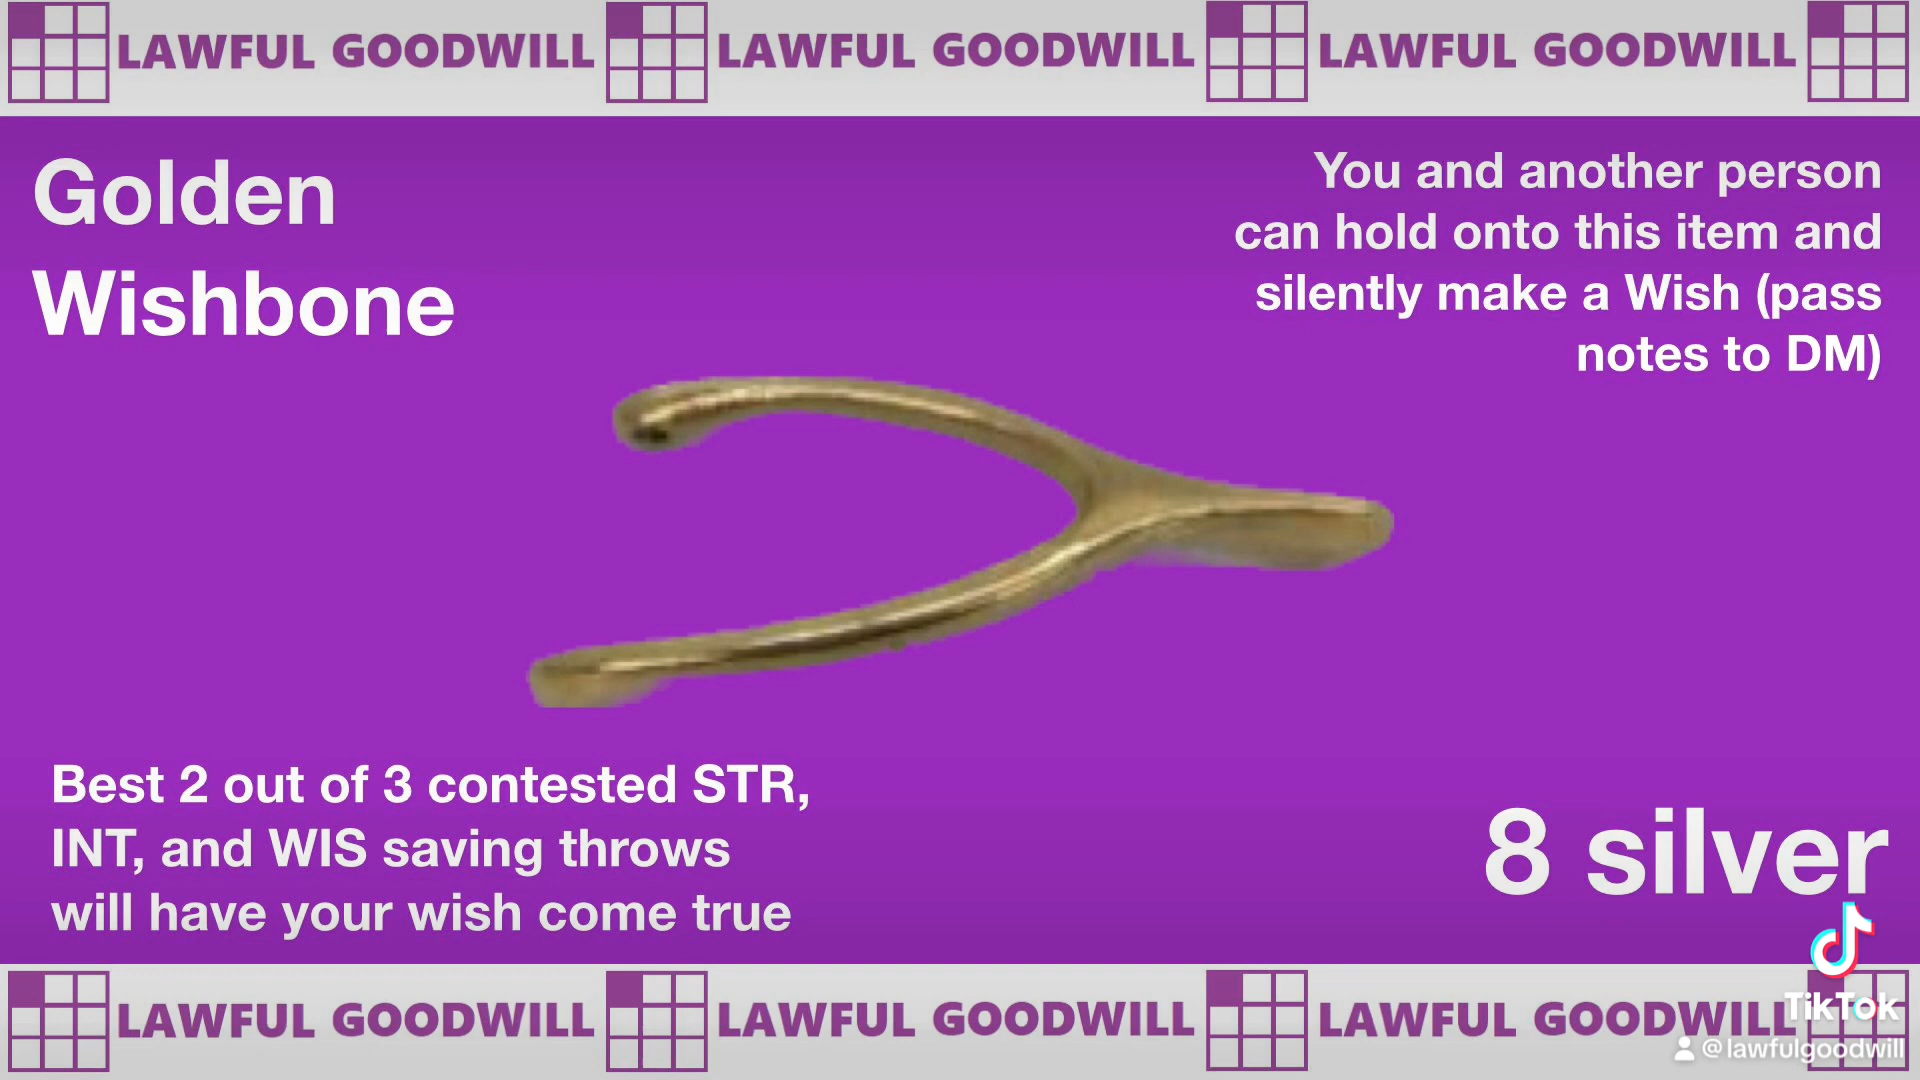 LAWFUL GOODWILL LAWFUL GOODWILL LAWFUL GOODWILL
Golden
Wishbone
You and another person
can hold onto this item and
silently make a Wish (pass
notes to DM)
Best 2 out of 3 contested STR,
INT, and WIS saving throws
will have your wish come true
8 silver
LAWFUL GOODWILL LAWFUL GOODWILL LAWFUL GOODWILL
TikTok
@lawfulgoodwill